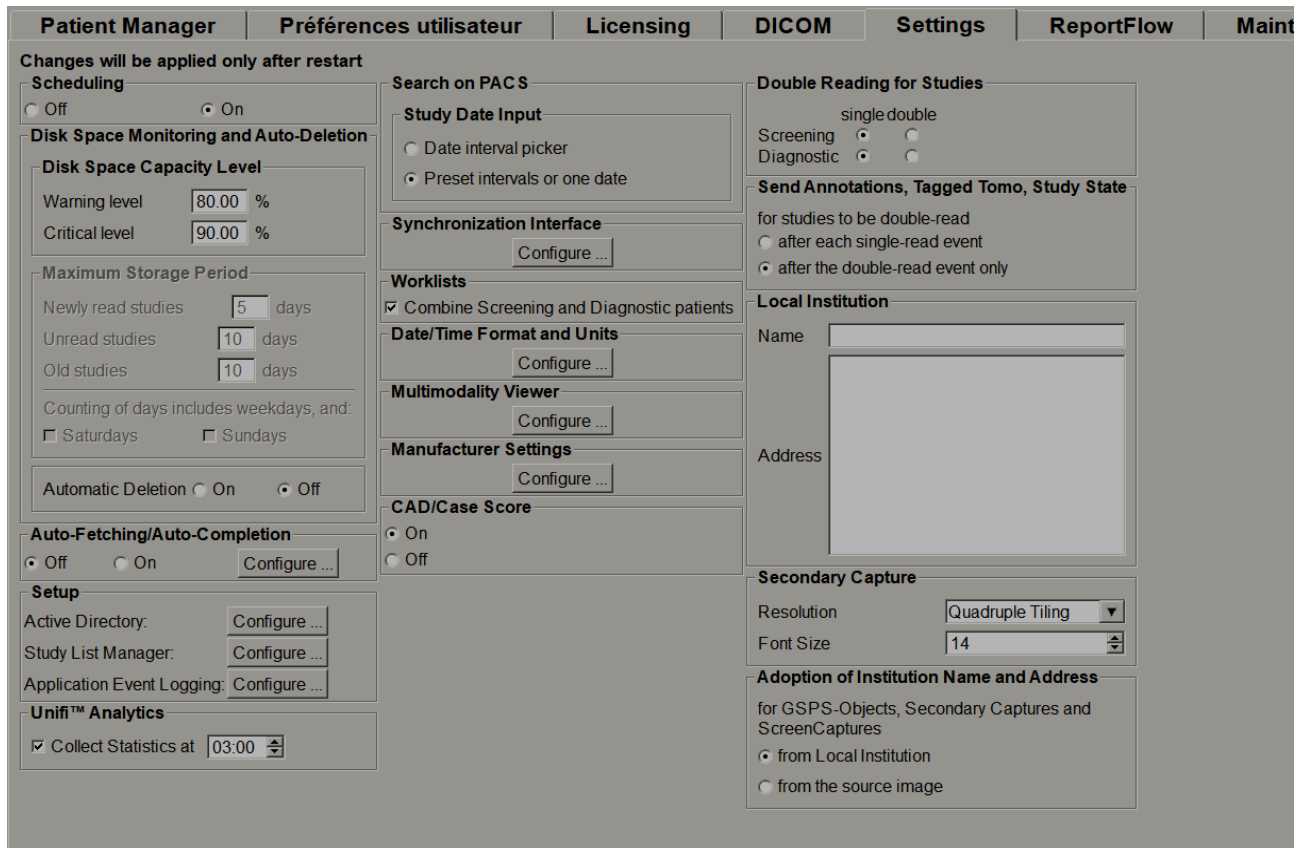 Patient Manager Préférences utilisateur Licensing DICOM Settings ReportFlow Maint
Changes will be applied only after restart
Scheduling
Off On
Disk Space Monitoring and Auto-Deletion
Disk Space Capacity Level
Warning level 80.00 %
Critical level 90.00 %
Maximum Storage Period
Newly read studies 5 days
Unread studies 10 days
Old studies 10 days
Counting of days includes weekdays, and:
Saturdays Sundays
Automatic Deletion On Off
Auto-Fetching/Auto-Completion
Off On Configure ...
Setup
Active Directory: Configure ...
Study List Manager: Configure ...
Application Event Logging: Configure ...
Unifi™ Analytics
Collect Statistics at 03:00
Search on PACS
Study Date Input
Date interval picker
Preset intervals or one date
Synchronization Interface
Configure ...
Worklists
Combine Screening and Diagnostic patients
Date/Time Format and Units
Configure ...
Multimodality Viewer
Configure ...
Manufacturer Settings
Configure ...
CAD/Case Score
On
Off
Double Reading for Studies
single double
Screening
Diagnostic
Send Annotations, Tagged Tomo, Study State
for studies to be double-read
after each single-read event
after the double-read event only
Local Institution
Name
Address
Secondary Capture
Resolution Quadruple Tiling
Font Size 14
Adoption of Institution Name and Address
for GSPS-Objects, Secondary Captures and
ScreenCaptures
from Local Institution
from the source image